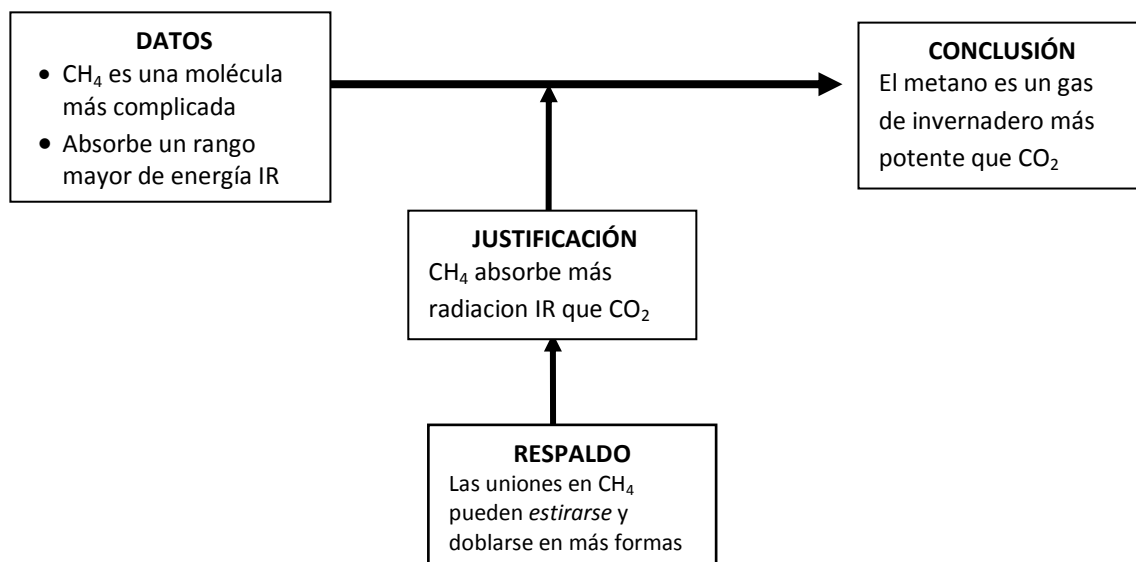 DATOS
• CH₄ es una molécula
más complicada
• Absorbe un rango
mayor de energía IR
CONCLUSIÓN
El metano es un gas
de invernadero más
potente que CO₂
JUSTIFICACIÓN
CH₄ absorbe más
radiacion IR que CO₂
RESPALDO
Las uniones en CH₄
pueden estirarse y
doblarse en más formas